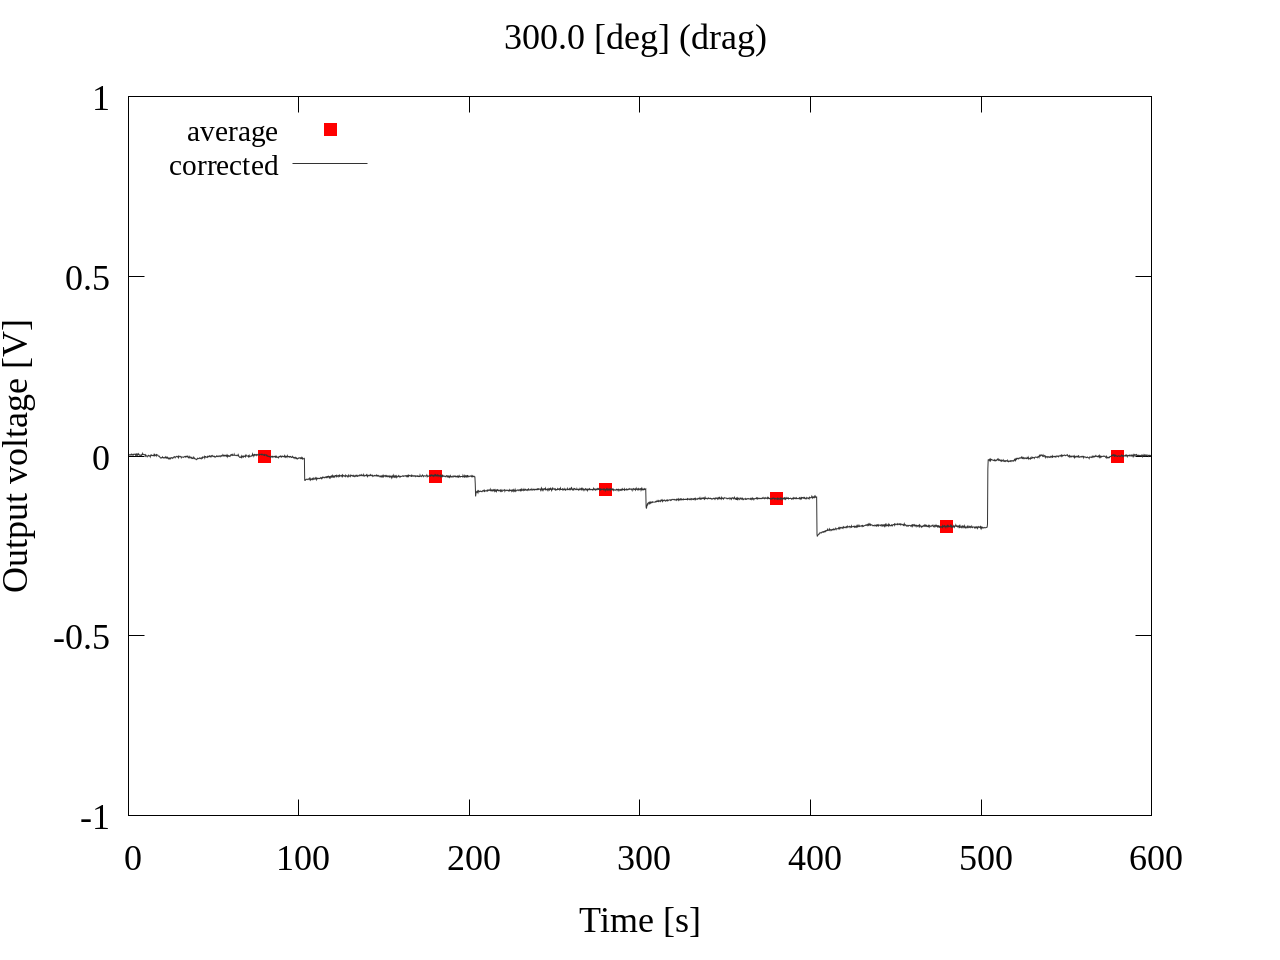 300.0 [deg] (drag)
average
corrected
1
0.5
0
-0.5
-1
Output voltage [V]
0 100 200 300 400 500 600
Time [s]